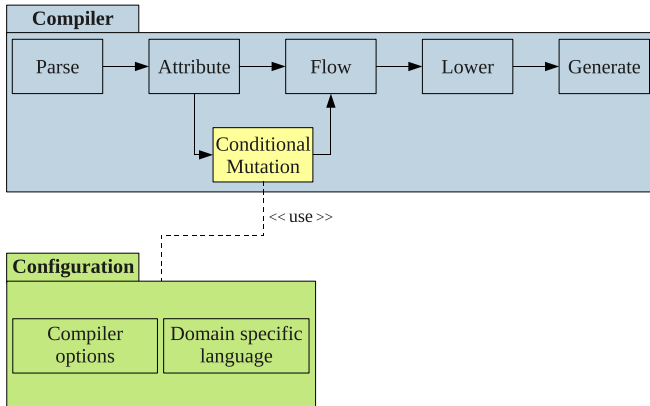 Compiler
Parse
Attribute
Flow
Lower
Generate
Conditional
Mutation
<< use >>
Configuration
Compiler
options
Domain specific
language